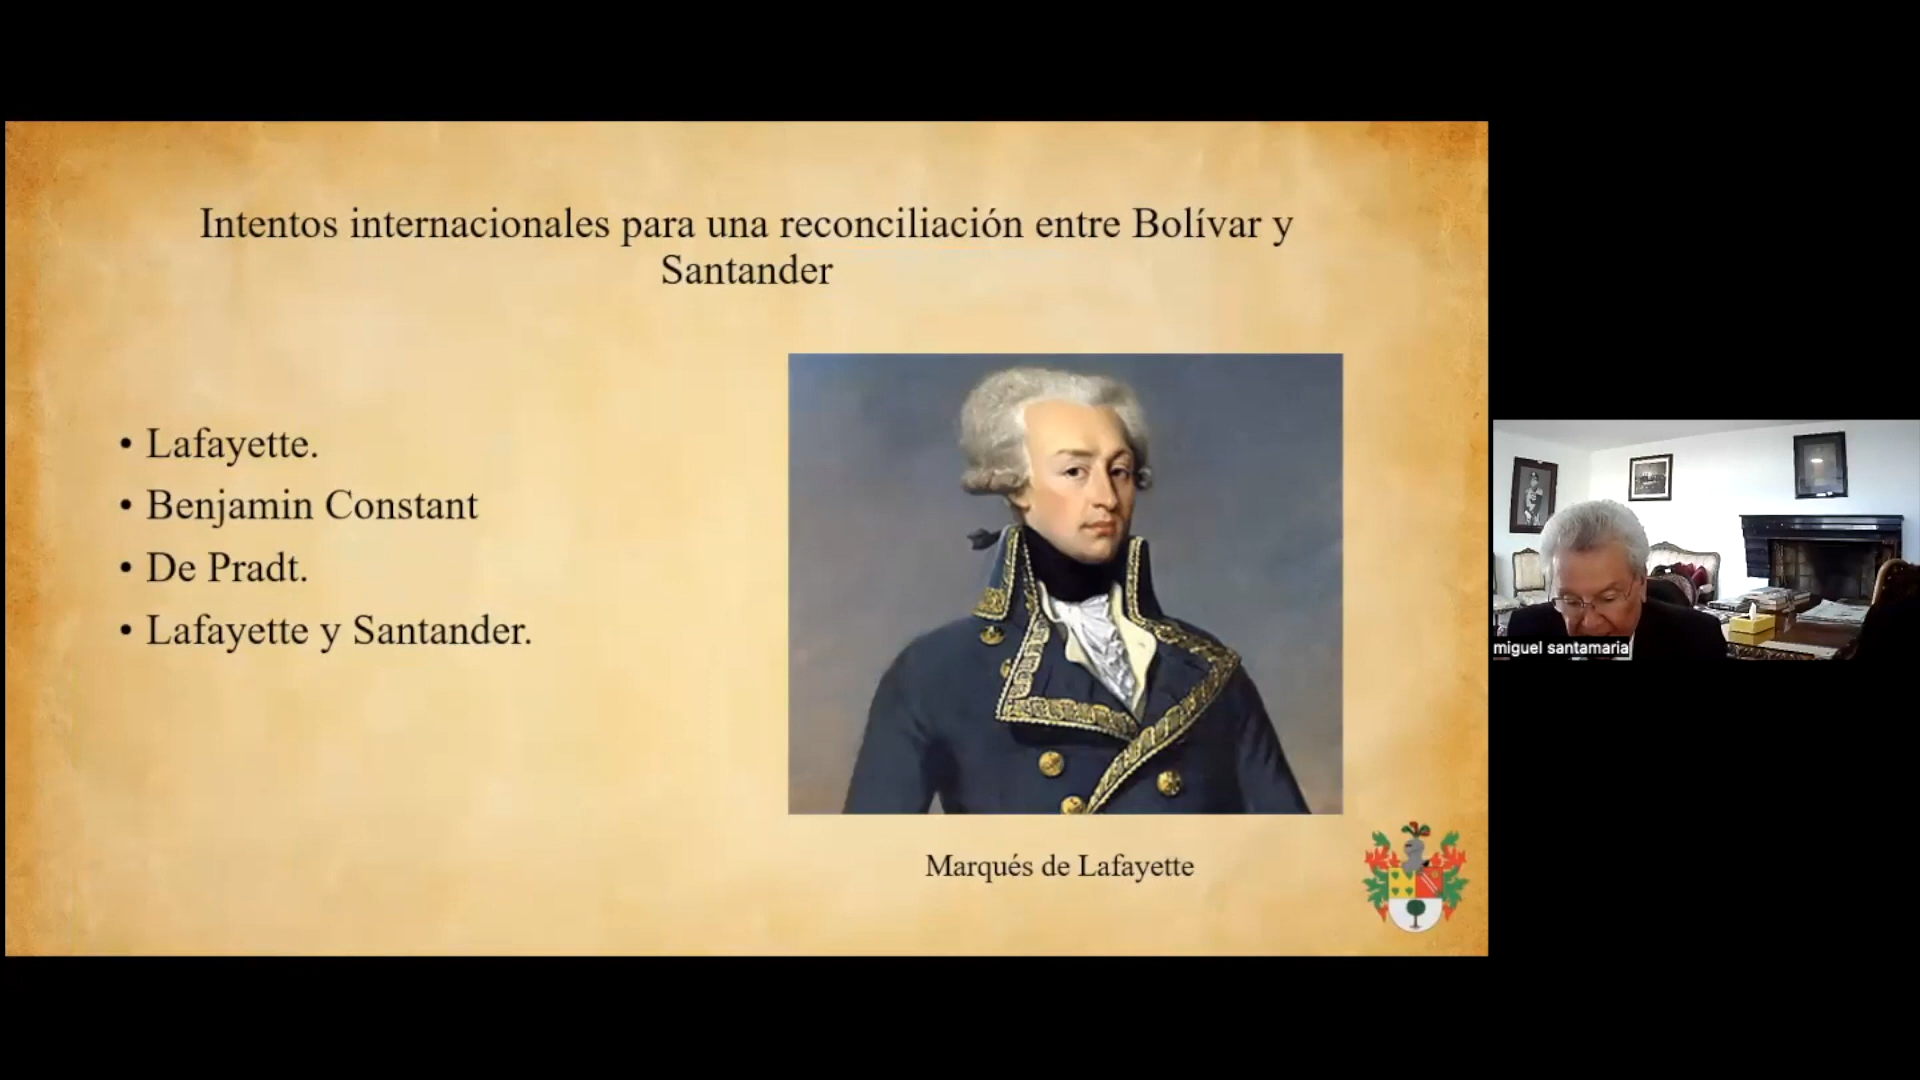 Intentos internacionales para una reconciliación entre Bolívar y
Santander
• Lafayette.
• Benjamin Constant
• De Pradt.
• Lafayette y Santander.
Marqués de Lafayette
miguel santamaria